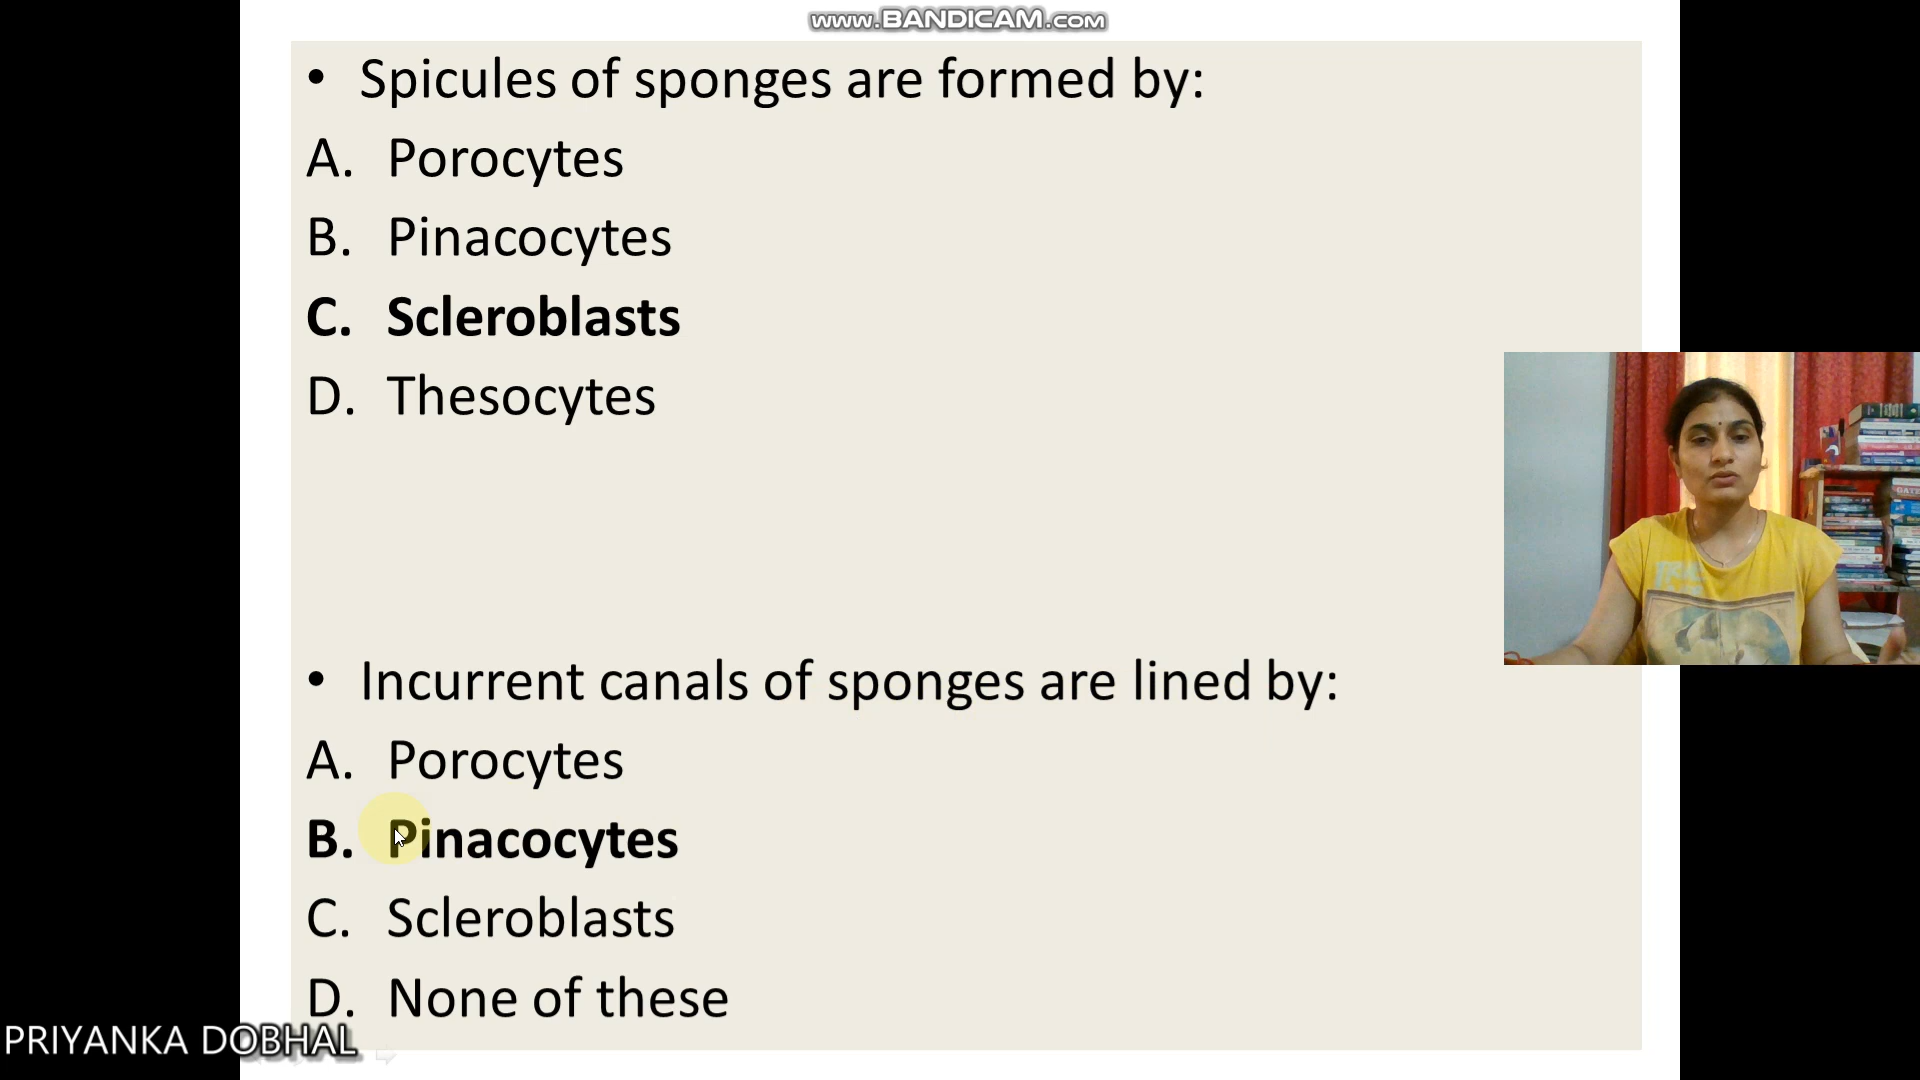 www.BANDICAM.com
• Spicules of sponges are formed by:
A. Porocytes
B. Pinacocytes
C. Scleroblasts
D. Thesocytes
• Incurrent canals of sponges are lined by:
A. Porocytes
B. Pinacocytes
C. Scleroblasts
D. None of these
PRIYANKA DOBHAL